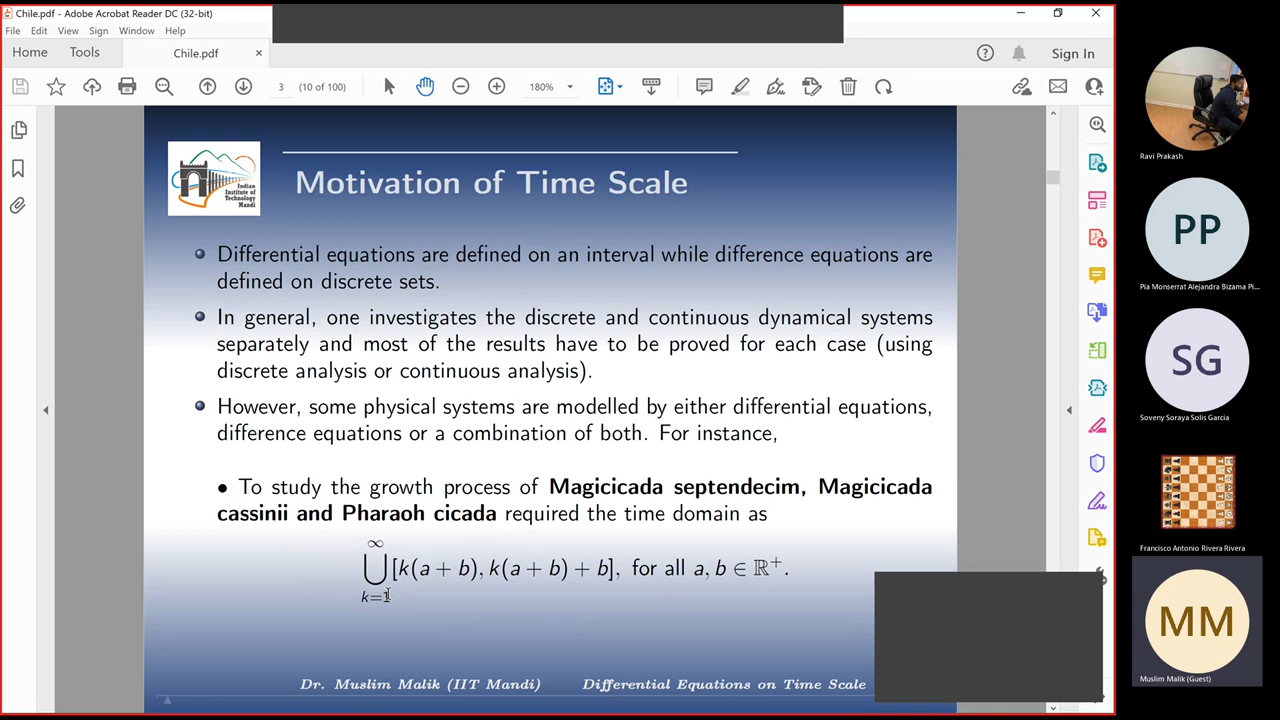 Chile.pdf - Adobe Acrobat Reader DC (32-bit)
File Edit View Sign Window Help
Home Tools Chile.pdf × Sign In
3 (10 of 100) 180%
Indian
Institute of
Technology
Mandi
Motivation of Time Scale
Differential equations are defined on an interval while difference equations are
defined on discrete sets.
In general, one investigates the discrete and continuous dynamical systems
separately and most of the results have to be proved for each case (using
discrete analysis or continuous analysis).
However, some physical systems are modelled by either differential equations,
difference equations or a combination of both. For instance,
• To study the growth process of Magicicada septendecim, Magicicada
cassinii and Pharaoh cicada required the time domain as
∞
⋃ [k(a + b), k(a + b) + b], for all a, b ∈ ℝ⁺.
k=1
Dr. Muslim Malik (IIT Mandi) Differential Equations on Time Scale
Ravi Prakash
PP
Pia Monserrat Alejandra Bizama Pi...
SG
Soveny Soraya Solis Garcia
Francisco Antonio Rivera Rivera
MM
Muslim Malik (Guest)